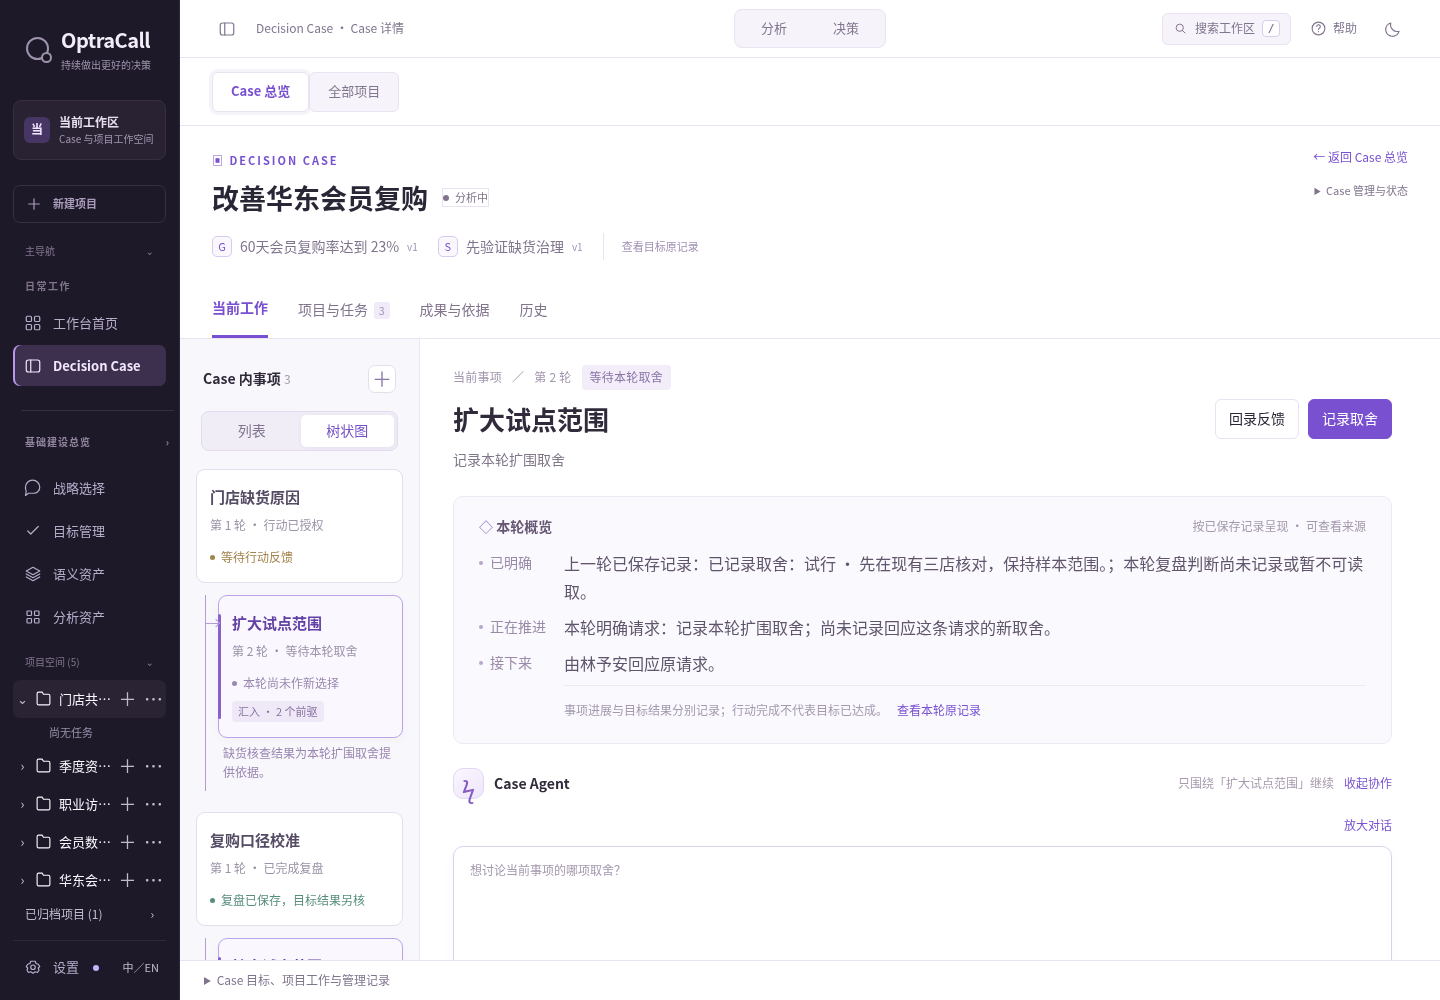 OptraCall
持续做出更好的决策
当
当前工作区
Case 与项目工作空间
新建项目
主导航
日常工作
工作台首页
Decision Case
基础建设总览
战略选择
目标管理
语义资产
分析资产
项目空间 (5)
门店共···
尚无任务
季度资···
职业访···
会员数···
华东会···
已归档项目 (1)
设置
中／EN
Decision Case · Case 详情
分析
决策
搜索工作区 /
帮助
Case 总览
全部项目
DECISION CASE
改善华东会员复购
分析中
← 返回 Case 总览
▶ Case 管理与状态
G 60天会员复购率达到 23% v1
S 先验证缺货治理 v1
查看目标原记录
当前工作
项目与任务 3
成果与依据
历史
Case 内事项 3
列表
树状图
门店缺货原因
第 1 轮 · 行动已授权
等待行动反馈
扩大试点范围
第 2 轮 · 等待本轮取舍
本轮尚未作新选择
汇入 · 2 个前驱
缺货核查结果为本轮扩围取舍提
供依据。
复购口径校准
第 1 轮 · 已完成复盘
复盘已保存，目标结果另核
当前事项 ／ 第 2 轮 等待本轮取舍
扩大试点范围
记录本轮扩围取舍
回录反馈
记录取舍
◇ 本轮概览
按已保存记录呈现 · 可查看来源
已明确
上一轮已保存记录：已记录取舍：试行 · 先在现有三店核对，保持样本范围。；本轮复盘判断尚未记录或暂不可读
取。
正在推进
本轮明确请求：记录本轮扩围取舍；尚未记录回应这条请求的新取舍。
接下来
由林予安回应原请求。
事项进展与目标结果分别记录；行动完成不代表目标已达成。 查看本轮原记录
Case Agent
只围绕「扩大试点范围」继续 收起协作
放大对话
想讨论当前事项的哪项取舍？
▶ Case 目标、项目工作与管理记录